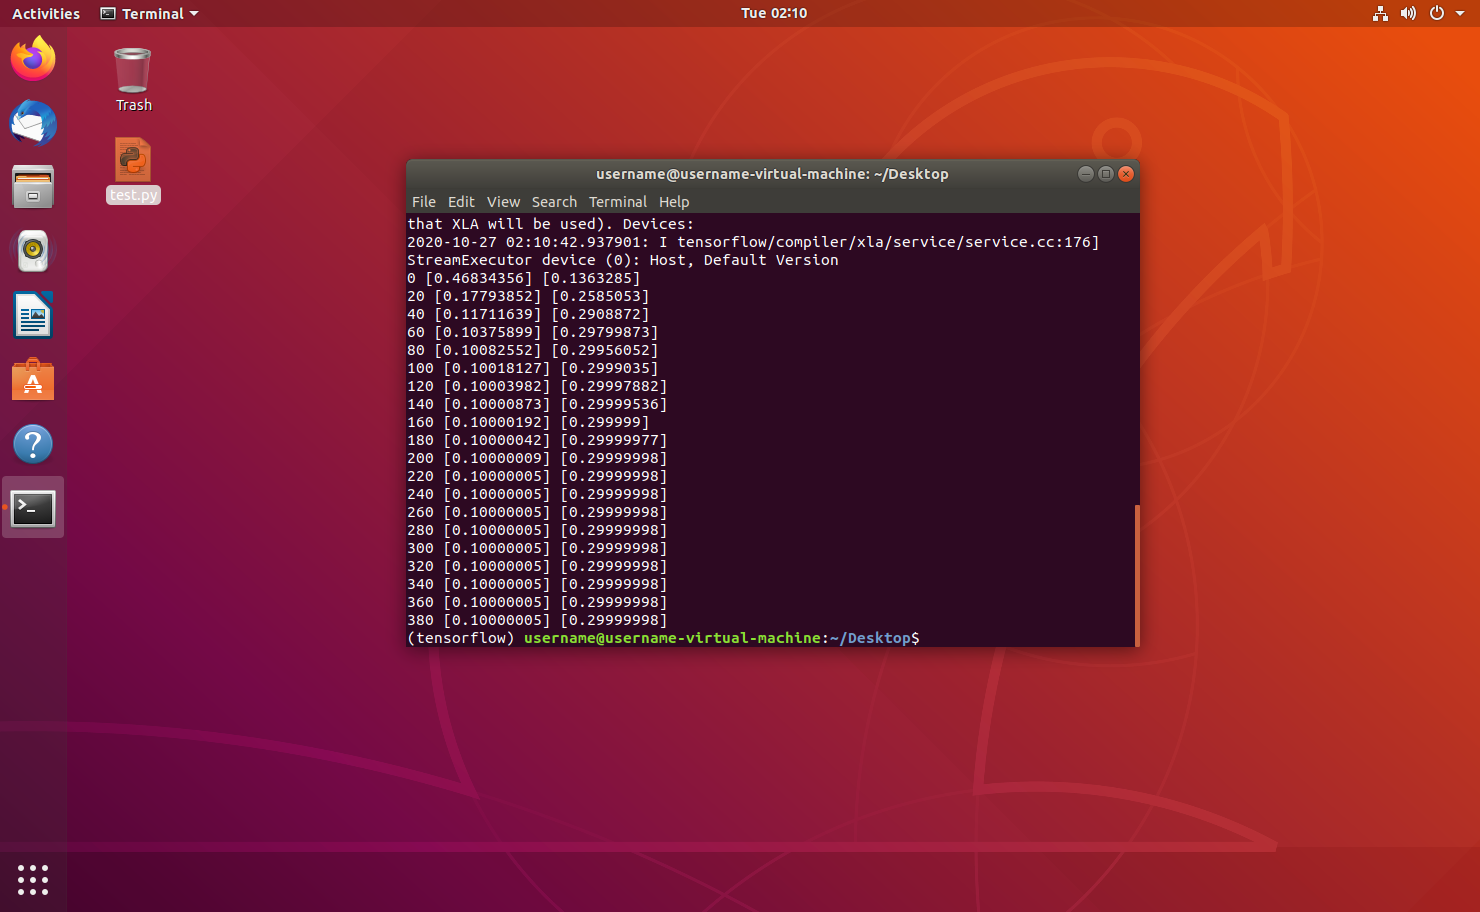 Activities Terminal Tue 02:10
Trash
test.py
username@username-virtual-machine: ~/Desktop
File Edit View Search Terminal Help
that XLA will be used). Devices:
2020-10-27 02:10:42.937901: I tensorflow/compiler/xla/service/service.cc:176]
StreamExecutor device (0): Host, Default Version
0 [0.46834356] [0.1363285]
20 [0.17793852] [0.2585053]
40 [0.11711639] [0.2908872]
60 [0.10375899] [0.29799873]
80 [0.10082552] [0.29956052]
100 [0.10018127] [0.2999035]
120 [0.10003982] [0.29997882]
140 [0.10000873] [0.29999536]
160 [0.10000192] [0.299999]
180 [0.10000042] [0.29999977]
200 [0.10000009] [0.29999998]
220 [0.10000005] [0.29999998]
240 [0.10000005] [0.29999998]
260 [0.10000005] [0.29999998]
280 [0.10000005] [0.29999998]
300 [0.10000005] [0.29999998]
320 [0.10000005] [0.29999998]
340 [0.10000005] [0.29999998]
360 [0.10000005] [0.29999998]
380 [0.10000005] [0.29999998]
(tensorflow) username@username-virtual-machine:~/Desktop$